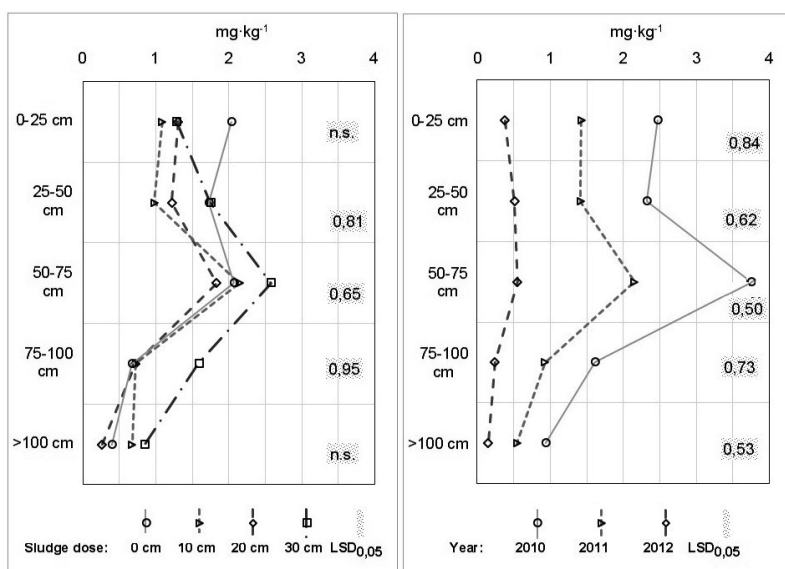 mg·kg-1
0 1 2 3 4
0-25 cm
n.s.
25-50
cm
0,81
50-75
cm
0,65
75-100
cm
0,95
>100 cm
n.s.
Sludge dose: 0 cm 10 cm 20 cm 30 cm LSD0,05
mg·kg-1
0 1 2 3 4
0-25 cm
0,84
25-50
cm
0,62
50-75
cm
0,50
75-100
cm
0,73
>100 cm
0,53
Year: 2010 2011 2012 LSD0,05